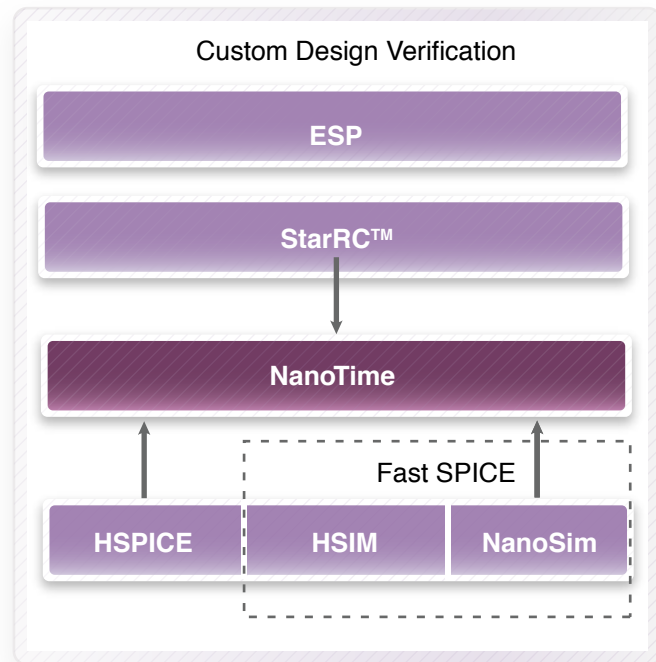 Custom Design Verification
ESP
StarRC™
NanoTime
Fast SPICE
HSPICE
HSIM
NanoSim